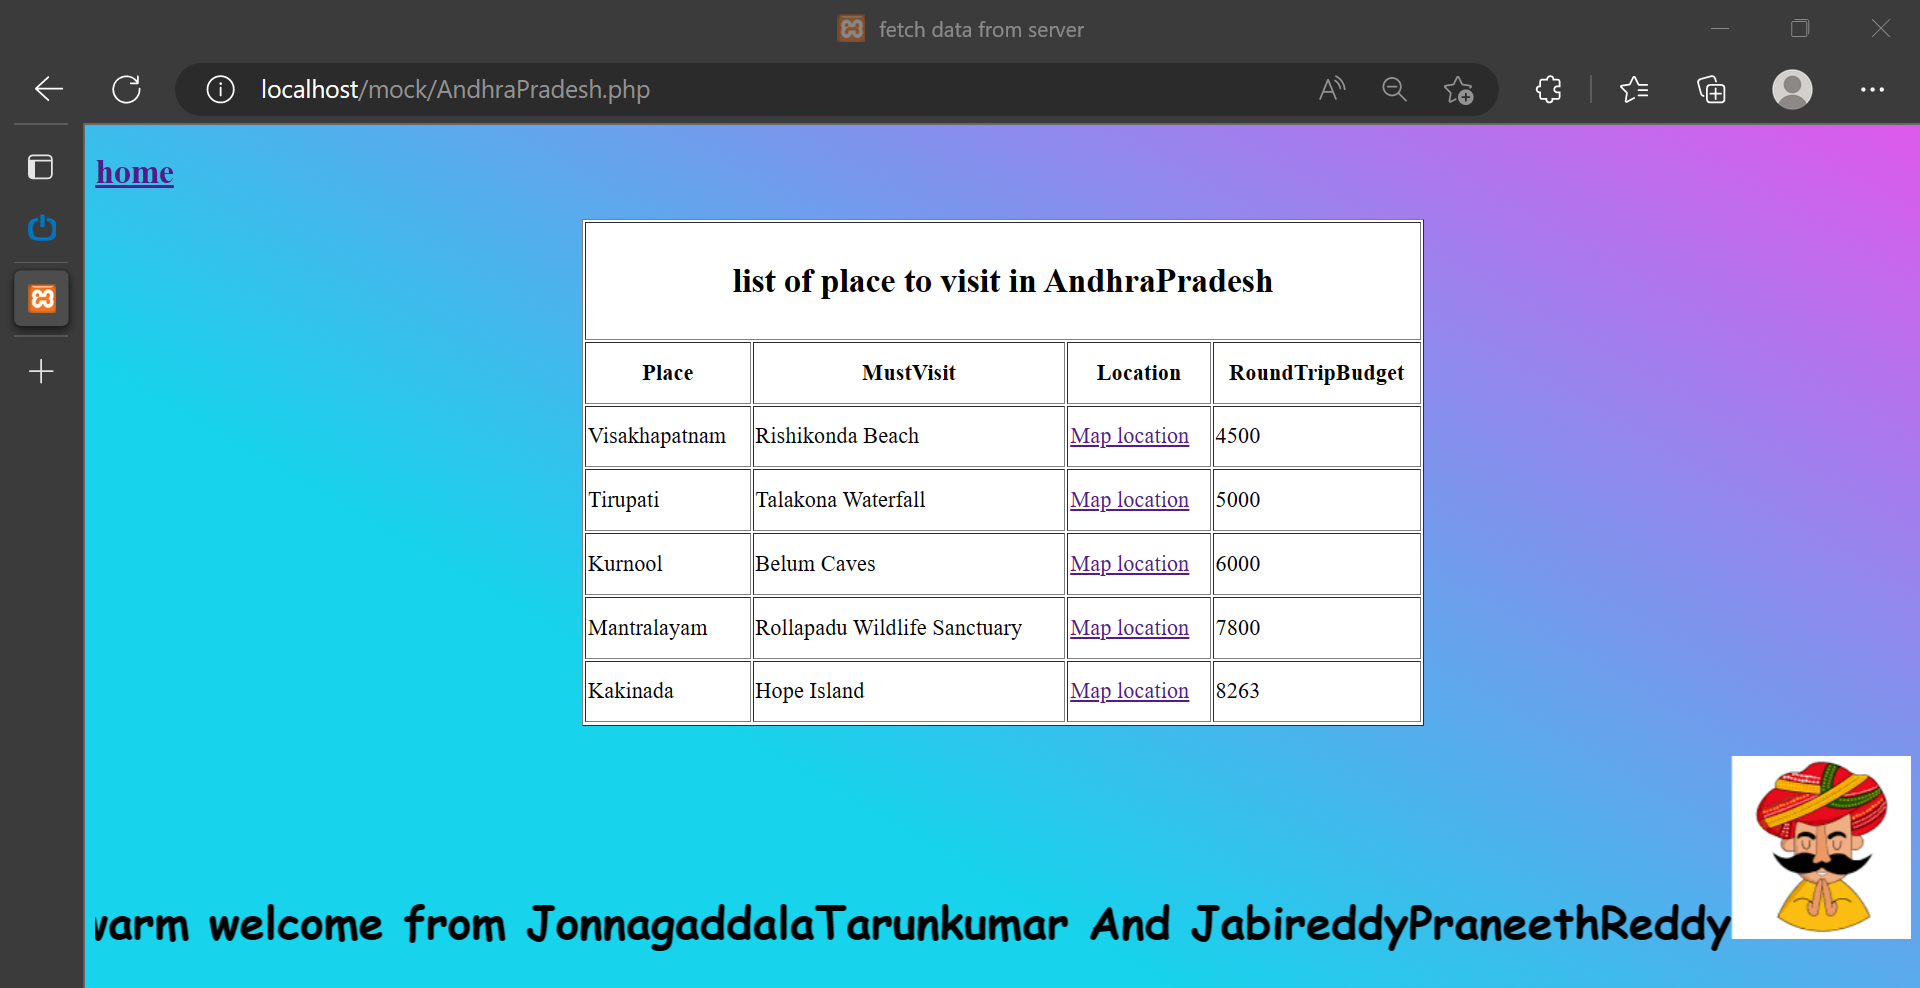 fetch data from server
localhost/mock/AndhraPradesh.php
home
list of place to visit in AndhraPradesh
Place MustVisit Location RoundTripBudget
Visakhapatnam Rishikonda Beach Map location 4500
Tirupati Talakona Waterfall Map location 5000
Kurnool Belum Caves Map location 6000
Mantralayam Rollapadu Wildlife Sanctuary Map location 7800
Kakinada Hope Island Map location 8263
warm welcome from JonnagaddalaTarunkumar And JabireddyPraneethReddy